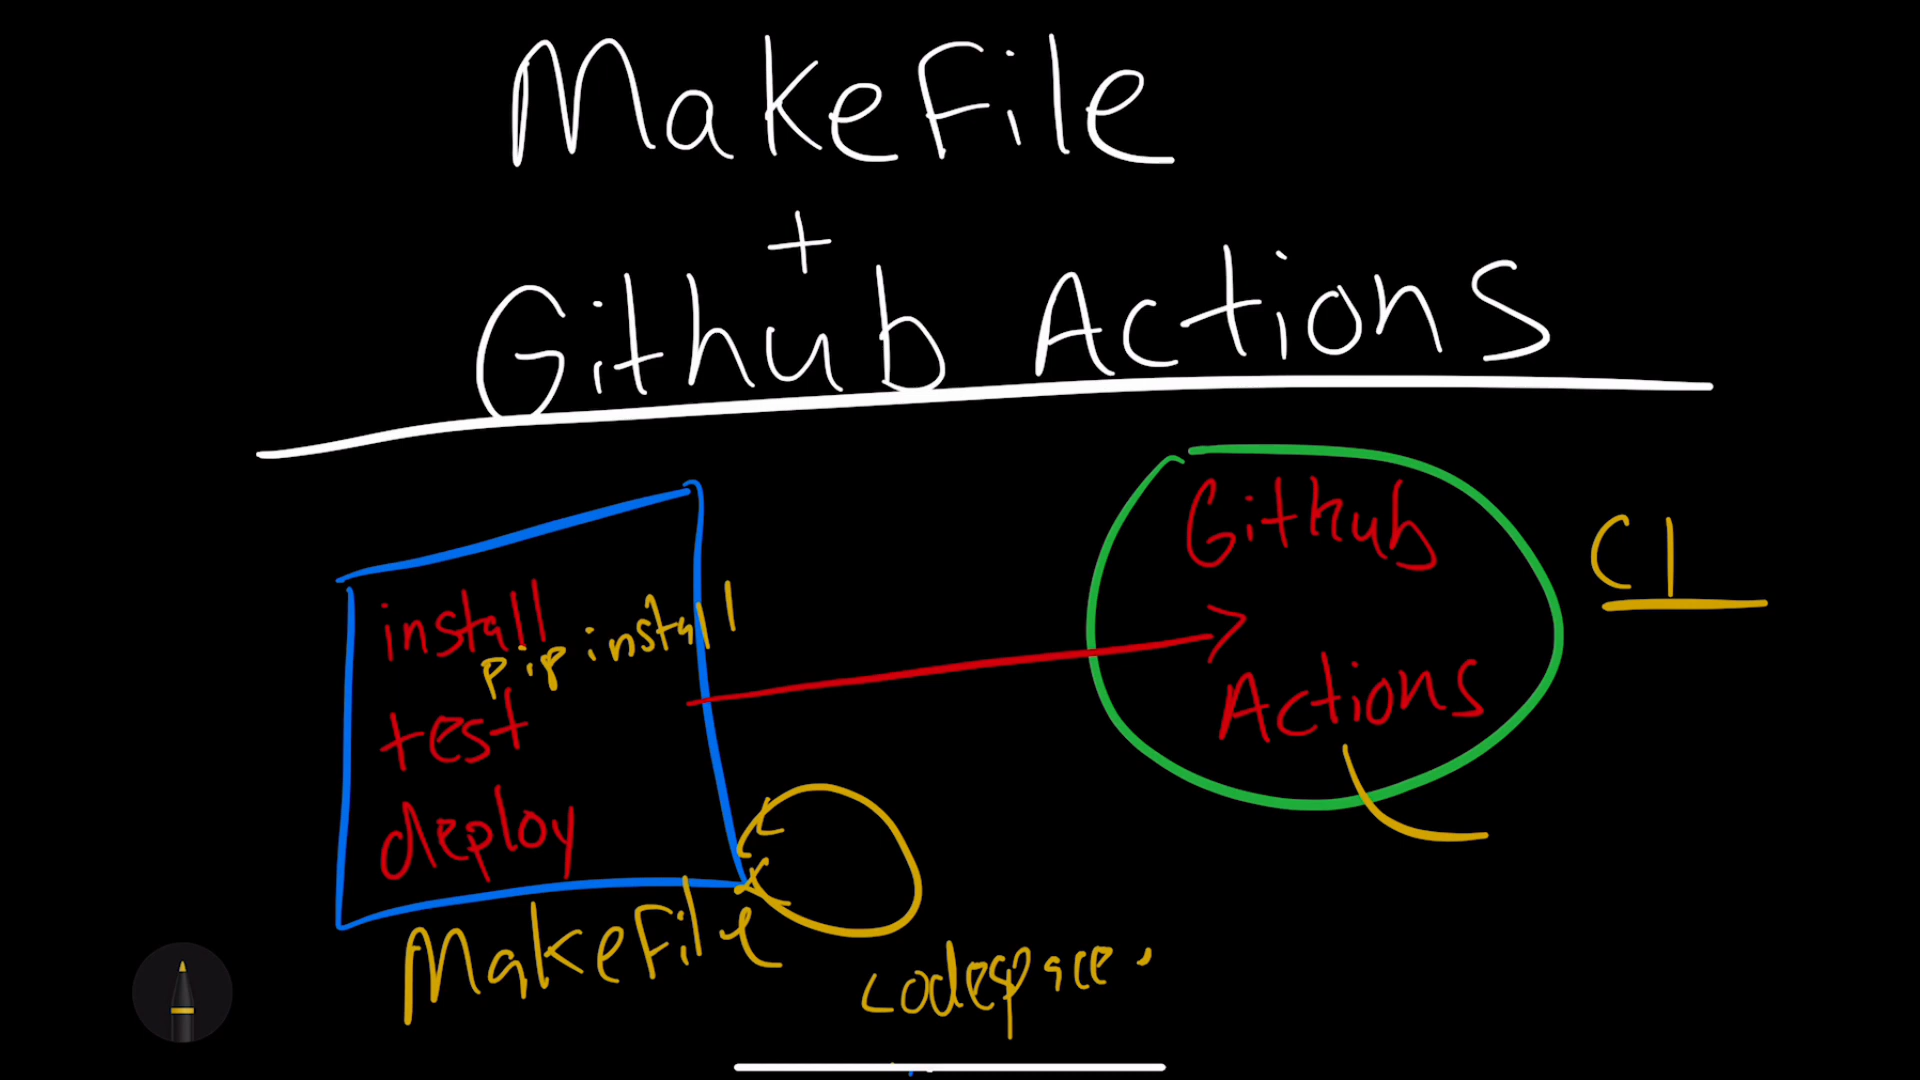 MakeFile
+
Github Actions
install
pip install
test
deploy
MakeFile
Github
Actions
CI
codespace.